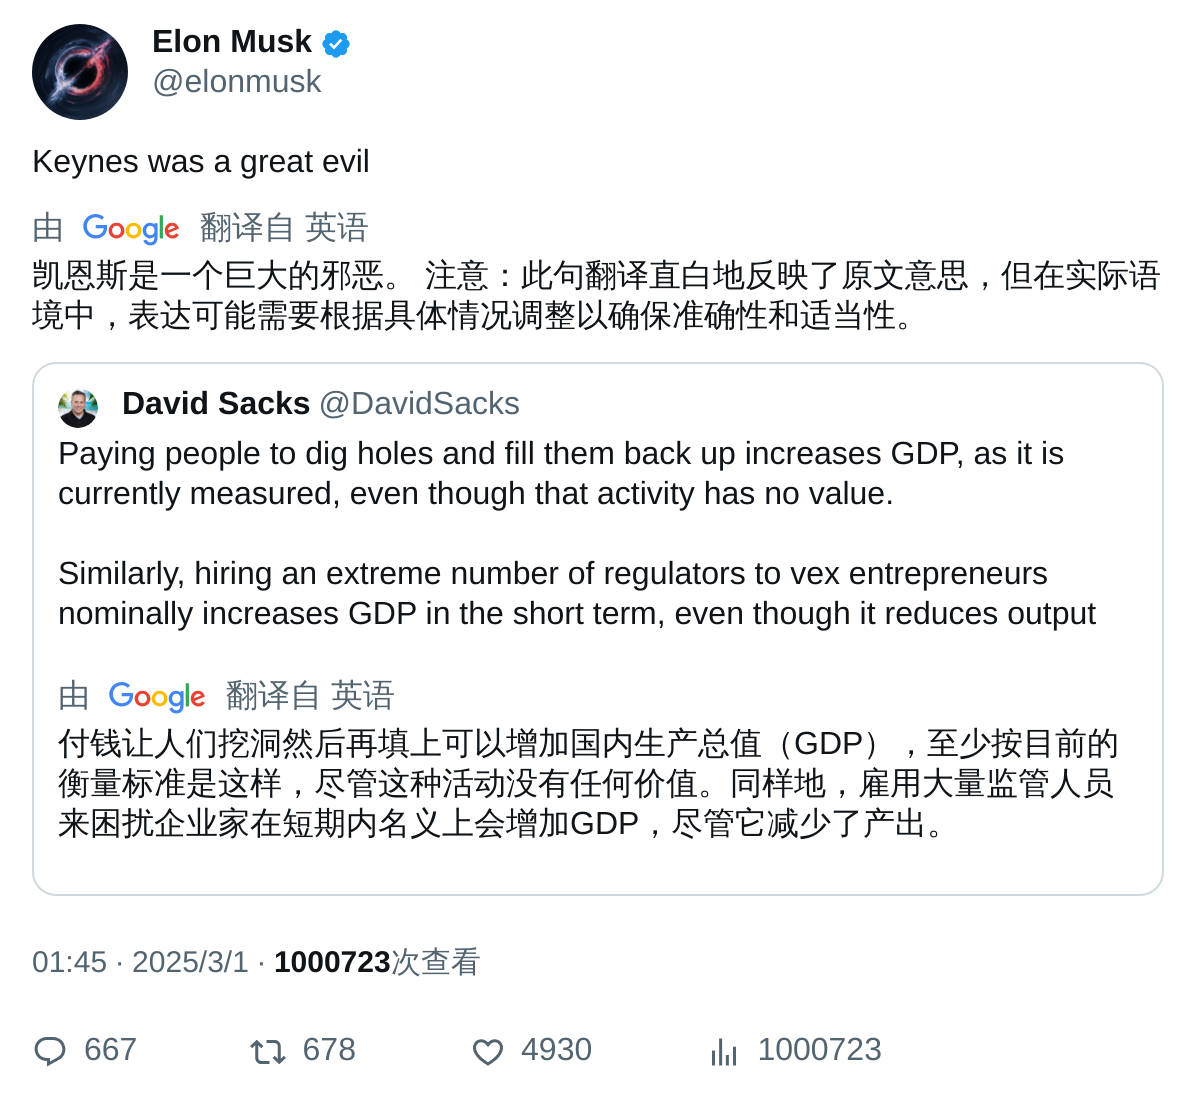 Elon Musk
@elonmusk
Keynes was a great evil
由 Google 翻译自 英语
凯恩斯是一个巨大的邪恶。 注意：此句翻译直白地反映了原文意思，但在实际语
境中，表达可能需要根据具体情况调整以确保准确性和适当性。
David Sacks @DavidSacks
Paying people to dig holes and fill them back up increases GDP, as it is
currently measured, even though that activity has no value.
Similarly, hiring an extreme number of regulators to vex entrepreneurs
nominally increases GDP in the short term, even though it reduces output
由 Google 翻译自 英语
付钱让人们挖洞然后再填上可以增加国内生产总值（GDP），至少按目前的
衡量标准是这样，尽管这种活动没有任何价值。同样地，雇用大量监管人员
来困扰企业家在短期内名义上会增加GDP，尽管它减少了产出。
01:45 · 2025/3/1 · 1000723次查看
667 678 4930 1000723